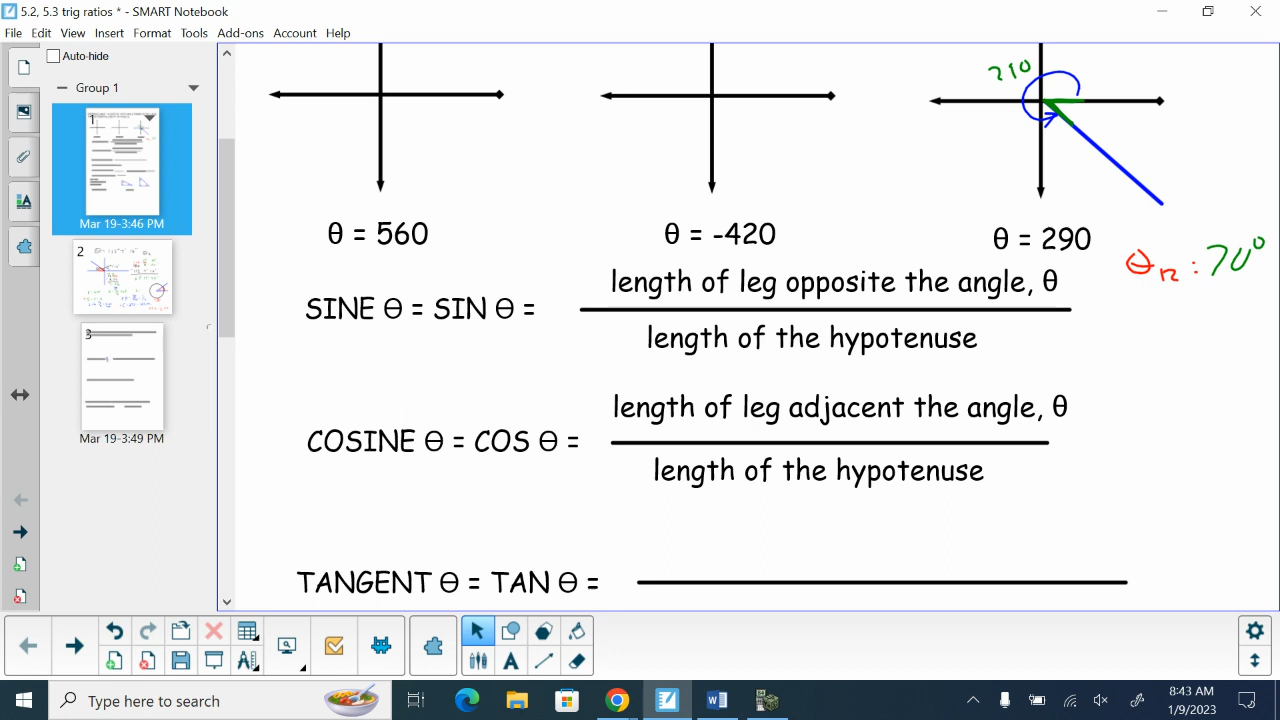 5.2, 5.3 trig ratios * - SMART Notebook
File Edit View Insert Format Tools Add-ons Account Help
Auto-hide
Group 1
1
Mar 19-3:46 PM
2
3
Mar 19-3:49 PM
θ = 560
θ = -420
θ = 290
θR : 70°
SINE Θ = SIN Θ =
length of leg opposite the angle, θ
length of the hypotenuse
COSINE Θ = COS Θ =
length of leg adjacent the angle, θ
length of the hypotenuse
TANGENT Θ = TAN Θ =
Type here to search
8:43 AM
1/9/2023